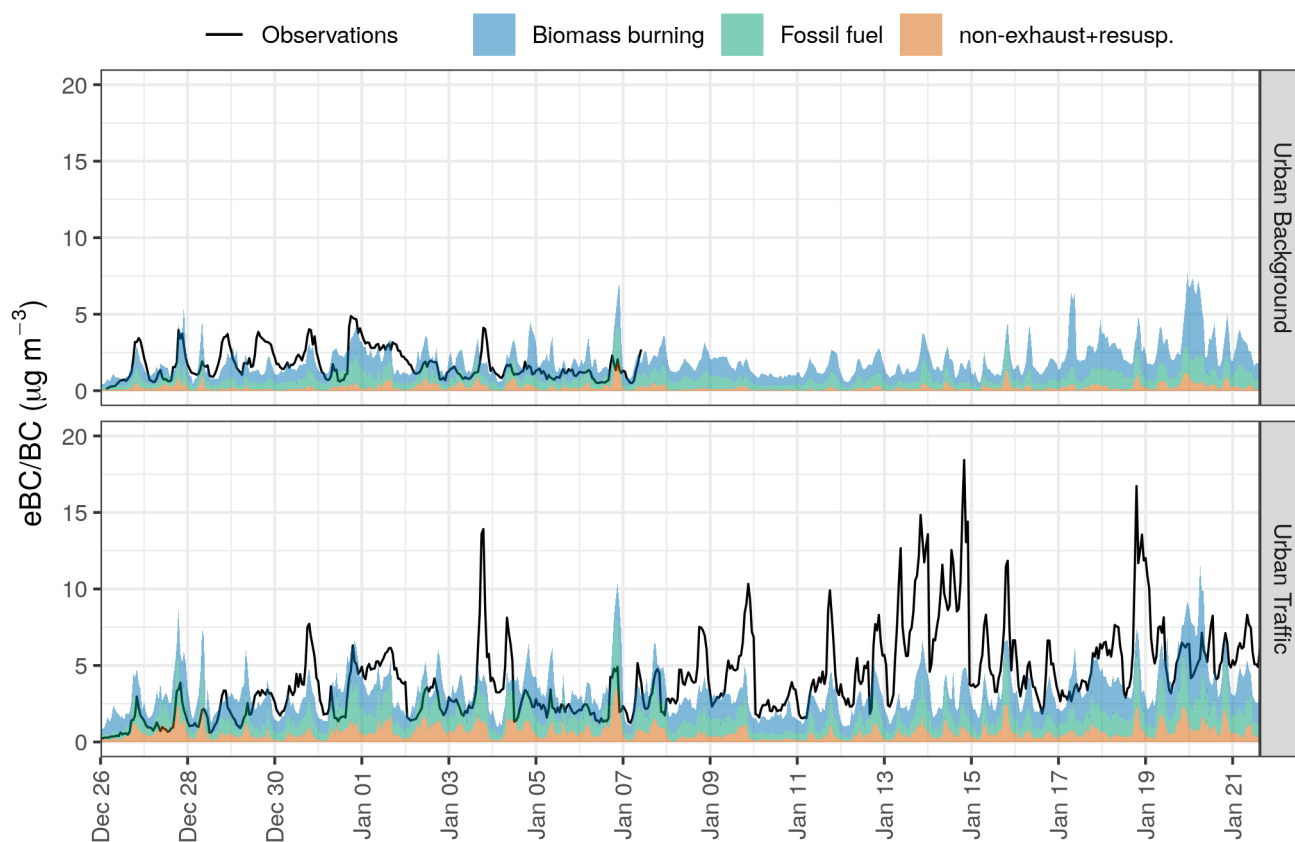 Observations Biomass burning Fossil fuel non-exhaust+resusp.
eBC/BC (μg m⁻³)
20
15
10
5
0
Urban Background
20
15
10
5
0
Urban Traffic
Dec 26 Dec 28 Dec 30 Jan 01 Jan 03 Jan 05 Jan 07 Jan 09 Jan 11 Jan 13 Jan 15 Jan 17 Jan 19 Jan 21